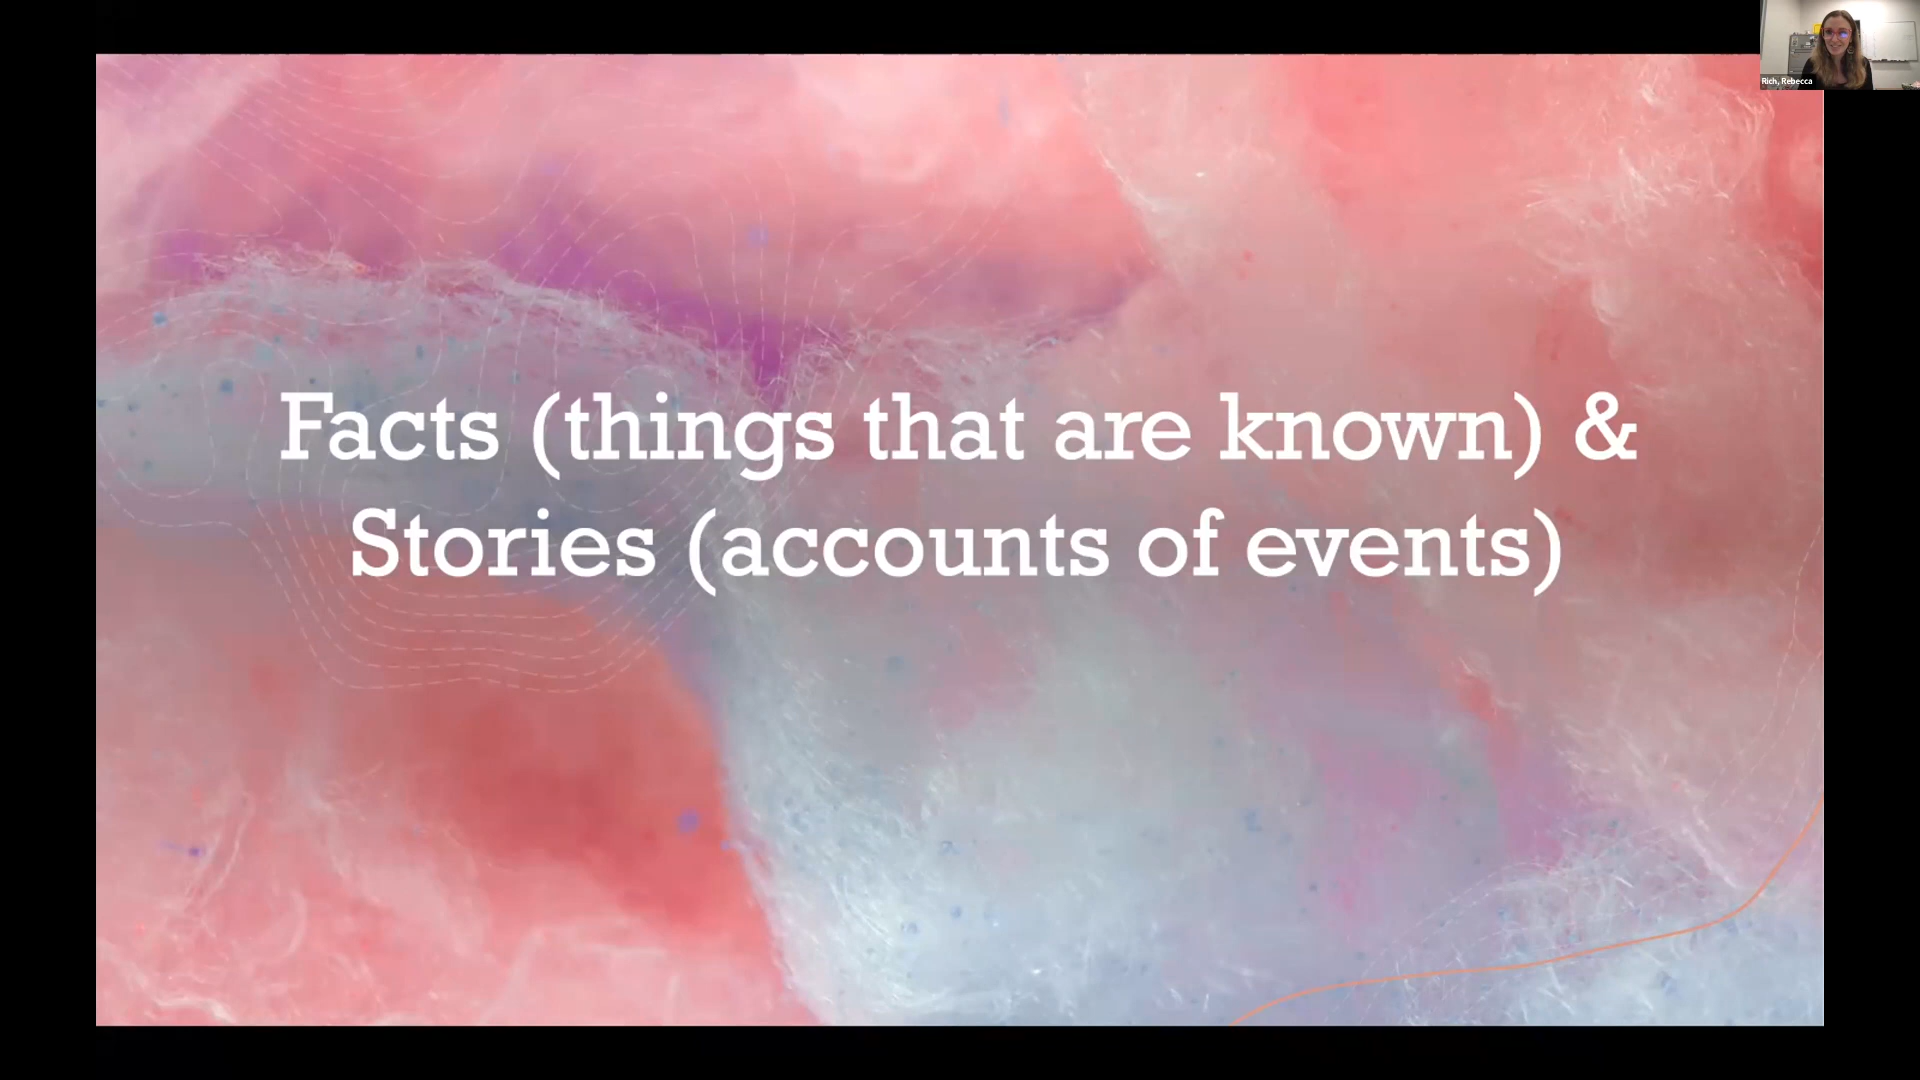 Rich, Rebecca
Facts (things that are known) &
Stories (accounts of events)